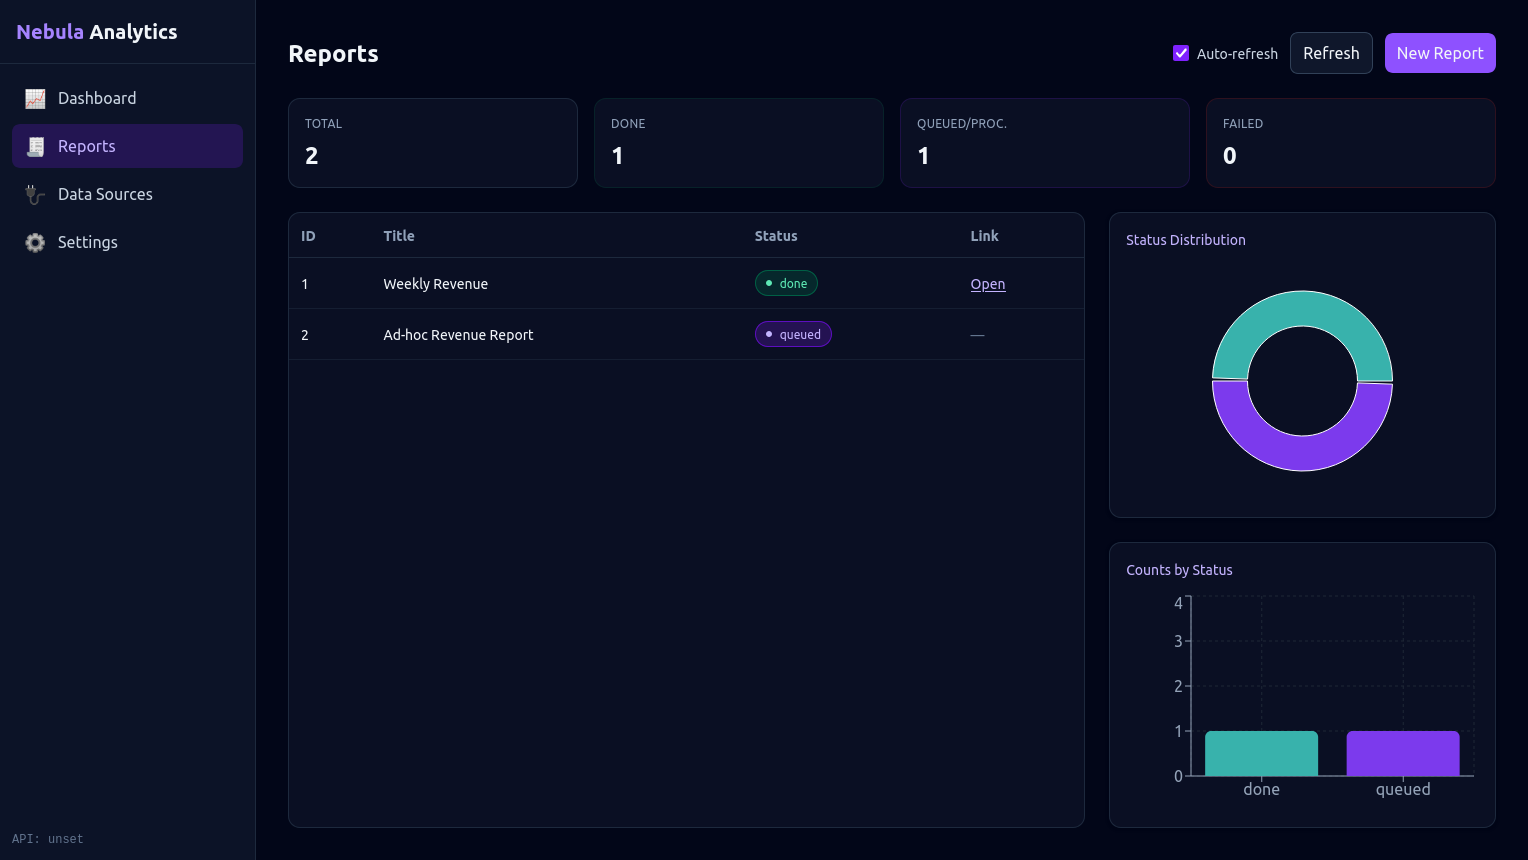 Nebula Analytics
Dashboard
Reports
Data Sources
Settings
API: unset
Reports
Auto-refresh
Refresh
New Report
TOTAL
2
DONE
1
QUEUED/PROC.
1
FAILED
0
ID Title Status Link
1 Weekly Revenue done Open
2 Ad-hoc Revenue Report queued —
Status Distribution
Counts by Status
4
3
2
1
0
done queued